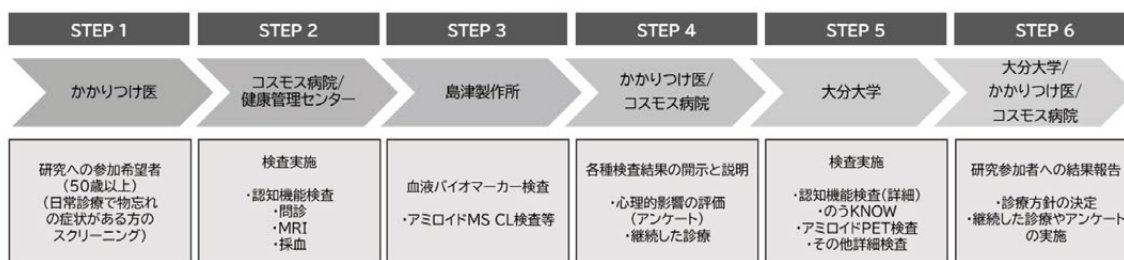 STEP 1
かかりつけ医
研究への参加希望者
(50歳以上)
(日常診療で物忘れ
の症状がある方の
スクリーニング)
STEP 2
コスモス病院/
健康管理センター
検査実施
・認知機能検査
・問診
・MRI
・採血
STEP 3
島津製作所
血液バイオマーカー検査
・アミロイドMS CL検査等
STEP 4
かかりつけ医/
コスモス病院
各種検査結果の開示と説明
・心理的影響の評価
(アンケート)
・継続した診療
STEP 5
大分大学
検査実施
・認知機能検査(詳細)
・のうKNOW
・アミロイドPET検査
・その他詳細検査
STEP 6
大分大学/
かかりつけ医/
コスモス病院
研究参加者への結果報告
・診療方針の決定
・継続した診療やアンケート
の実施